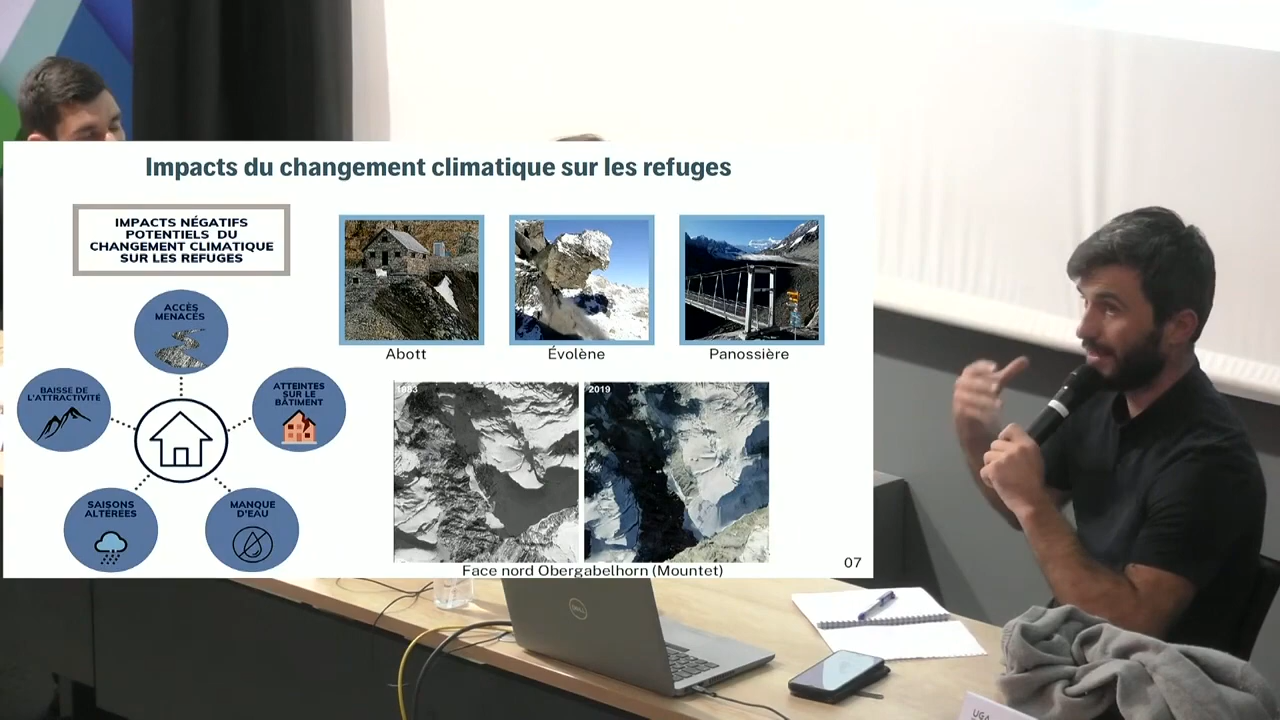 Impacts du changement climatique sur les refuges
IMPACTS NÉGATIFS
POTENTIELS DU
CHANGEMENT CLIMATIQUE
SUR LES REFUGES
ACCÈS
MENACÉS
BAISSE DE
L'ATTRACTIVITÉ
ATTEINTES
SUR LE
BÂTIMENT
SAISONS
ALTÉRÉES
MANQUE
D'EAU
Abott
Évolène
Panossière
2019
Face nord Obergabelhorn (Mountet)
07
DELL
UGA